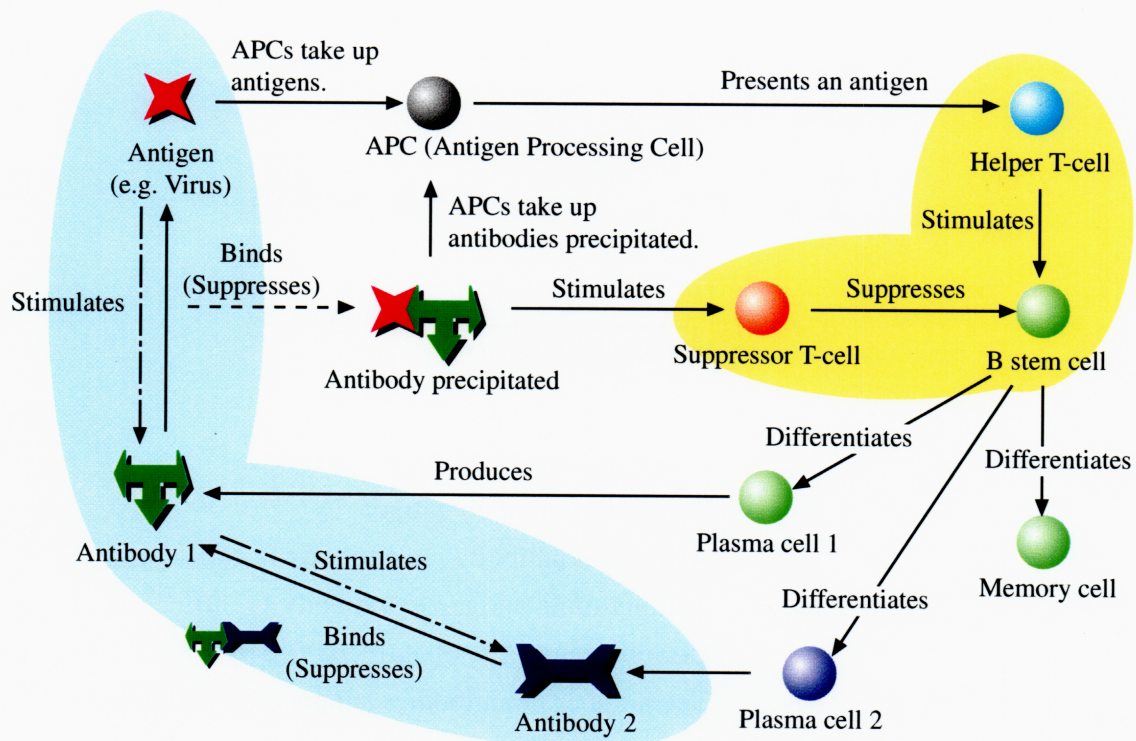 APCs take up
antigens.
Presents an antigen
Antigen
(e.g. Virus)
APC (Antigen Processing Cell)
Helper T-cell
APCs take up
antibodies precipitated.
Stimulates
Binds
(Suppresses)
Stimulates
Stimulates
Suppresses
Antibody precipitated
Suppressor T-cell
B stem cell
Differentiates
Differentiates
Produces
Antibody 1
Plasma cell 1
Stimulates
Memory cell
Differentiates
Binds
(Suppresses)
Antibody 2
Plasma cell 2